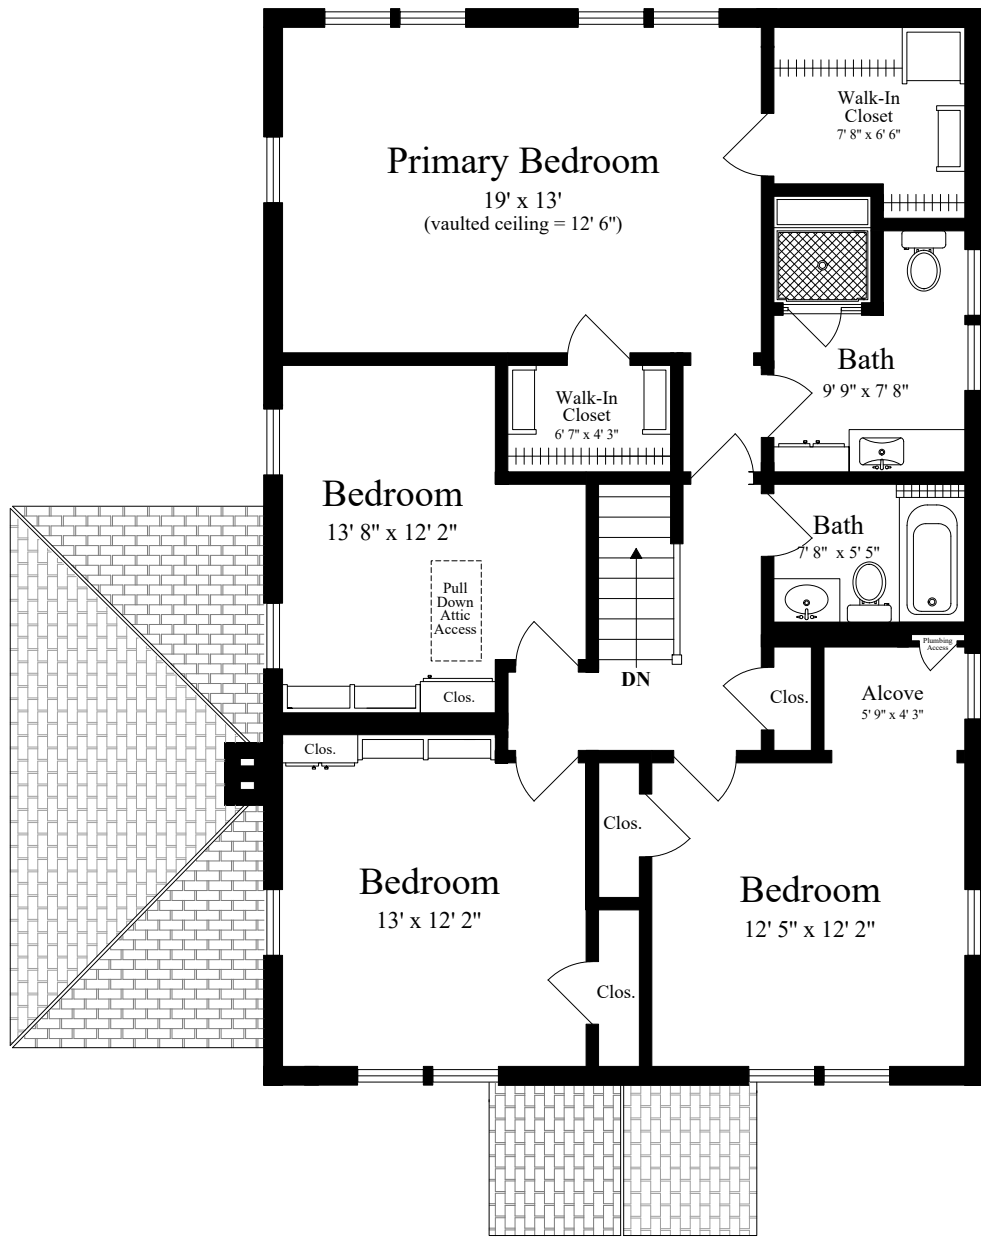 Walk-In
Closet
7' 8" x 6' 6"
Primary Bedroom
19' x 13'
(vaulted ceiling = 12' 6")
Bath
9' 9" x 7' 8"
Walk-In
Closet
6' 7" x 4' 3"
Bedroom
13' 8" x 12' 2"
Bath
7' 8" x 5' 5"
Pull
Down
Attic
Access
Plumbing
Access
DN
Clos.
Clos.
Alcove
5' 9" x 4' 3"
Clos.
Clos.
Bedroom
13' x 12' 2"
Bedroom
12' 5" x 12' 2"
Clos.